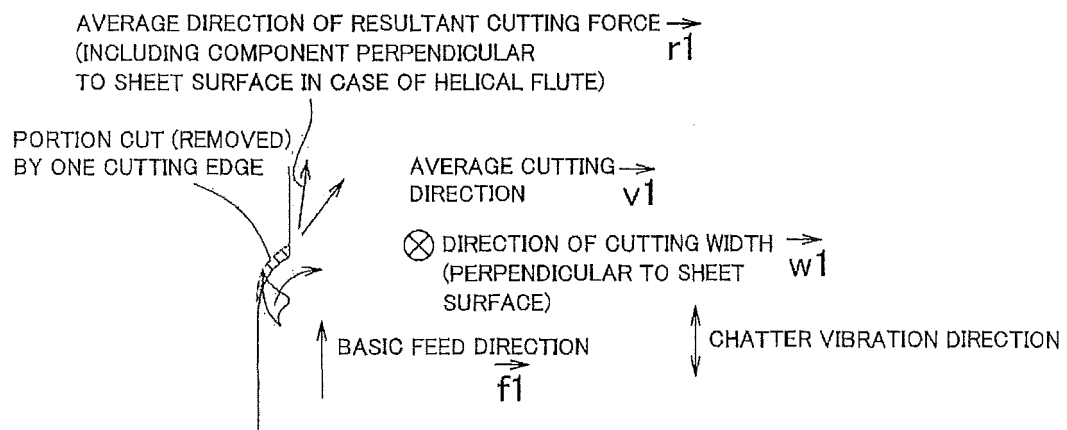 AVERAGE DIRECTION OF RESULTANT CUTTING FORCE r1
(INCLUDING COMPONENT PERPENDICULAR
TO SHEET SURFACE IN CASE OF HELICAL FLUTE)
PORTION CUT (REMOVED)
BY ONE CUTTING EDGE
AVERAGE CUTTING
DIRECTION v1
DIRECTION OF CUTTING WIDTH w1
(PERPENDICULAR TO SHEET
SURFACE)
BASIC FEED DIRECTION
f1
CHATTER VIBRATION DIRECTION